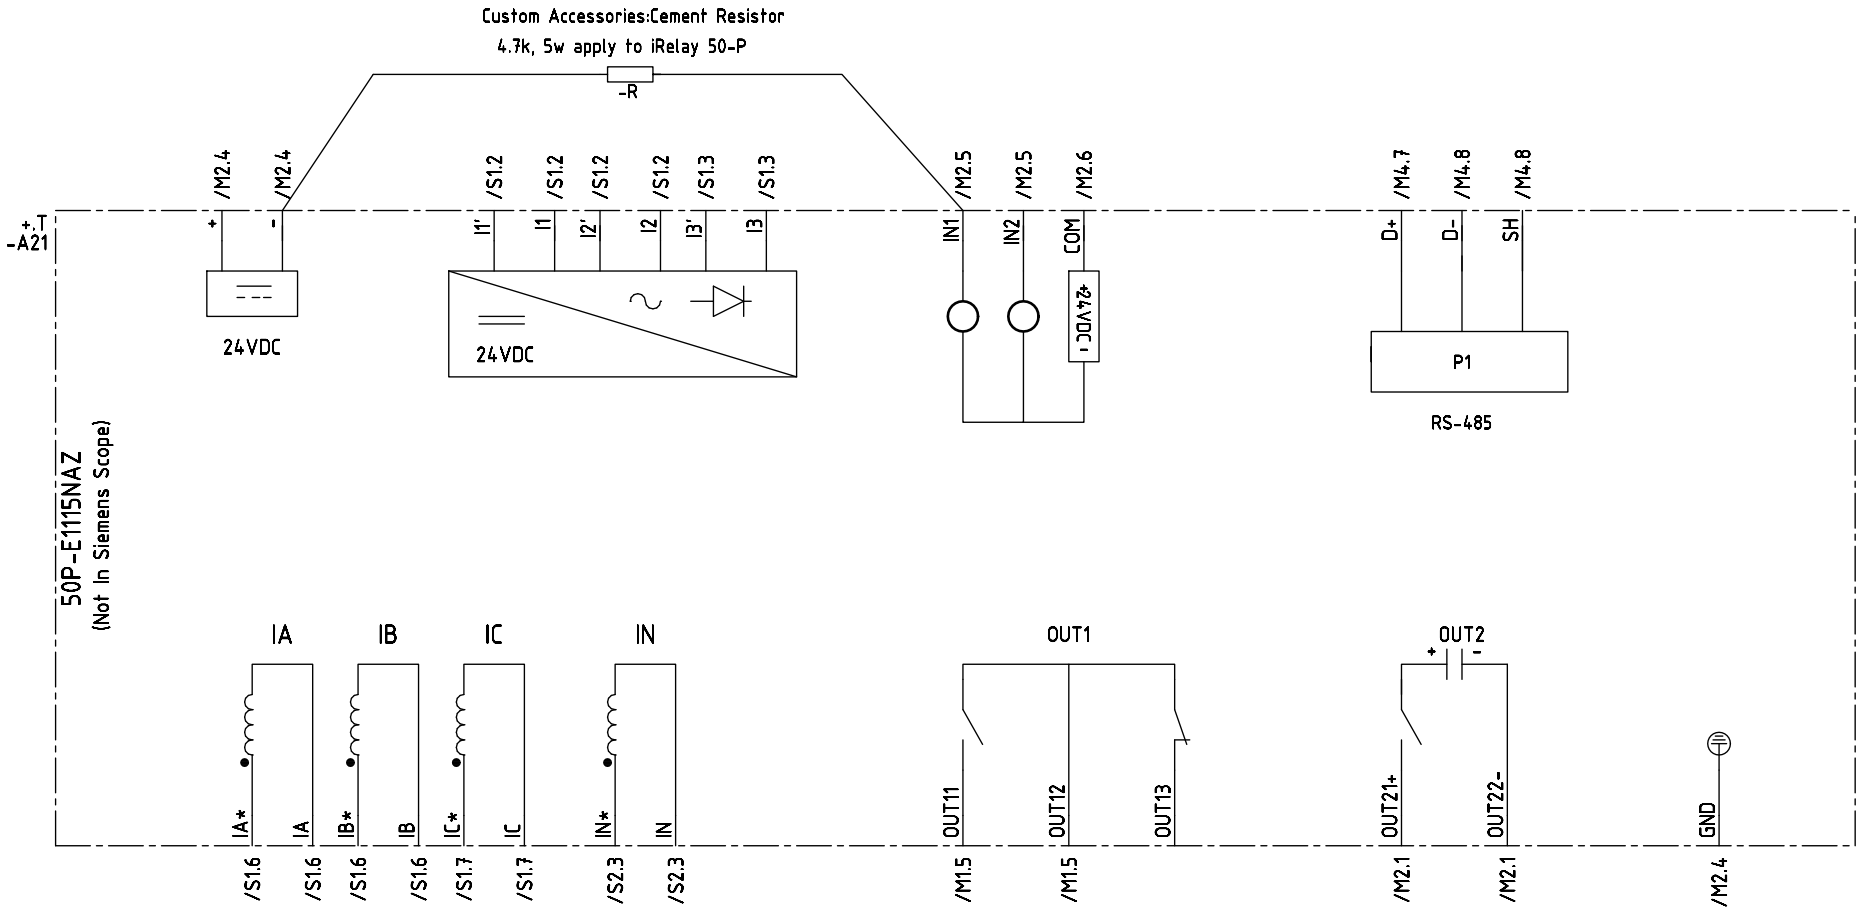 Custom Accessories:Cement Resistor
4.7k, 5w apply to iRelay 50-P
-R
/M2.4
/M2.4
/S1.2
/S1.2
/S1.2
/S1.2
/S1.3
/S1.3
/M2.5
/M2.5
/M2.6
/M4.7
/M4.8
/M4.8
+.T
-A21
+
-
I1'
I1
I2'
I2
I3'
I3
IN1
IN2
COM
D+
D-
SH
24VDC
24VDC
+24VDC -
P1
RS-485
50P-E1115NAZ
(Not In Siemens Scope)
IA
IB
IC
IN
OUT1
OUT2
+
-
IA*
IA
IB*
IB
IC*
IC
IN*
IN
OUT11
OUT12
OUT13
OUT21+
OUT22-
GND
/S1.6
/S1.6
/S1.6
/S1.6
/S1.7
/S1.7
/S2.3
/S2.3
/M1.5
/M1.5
/M2.1
/M2.1
/M2.4